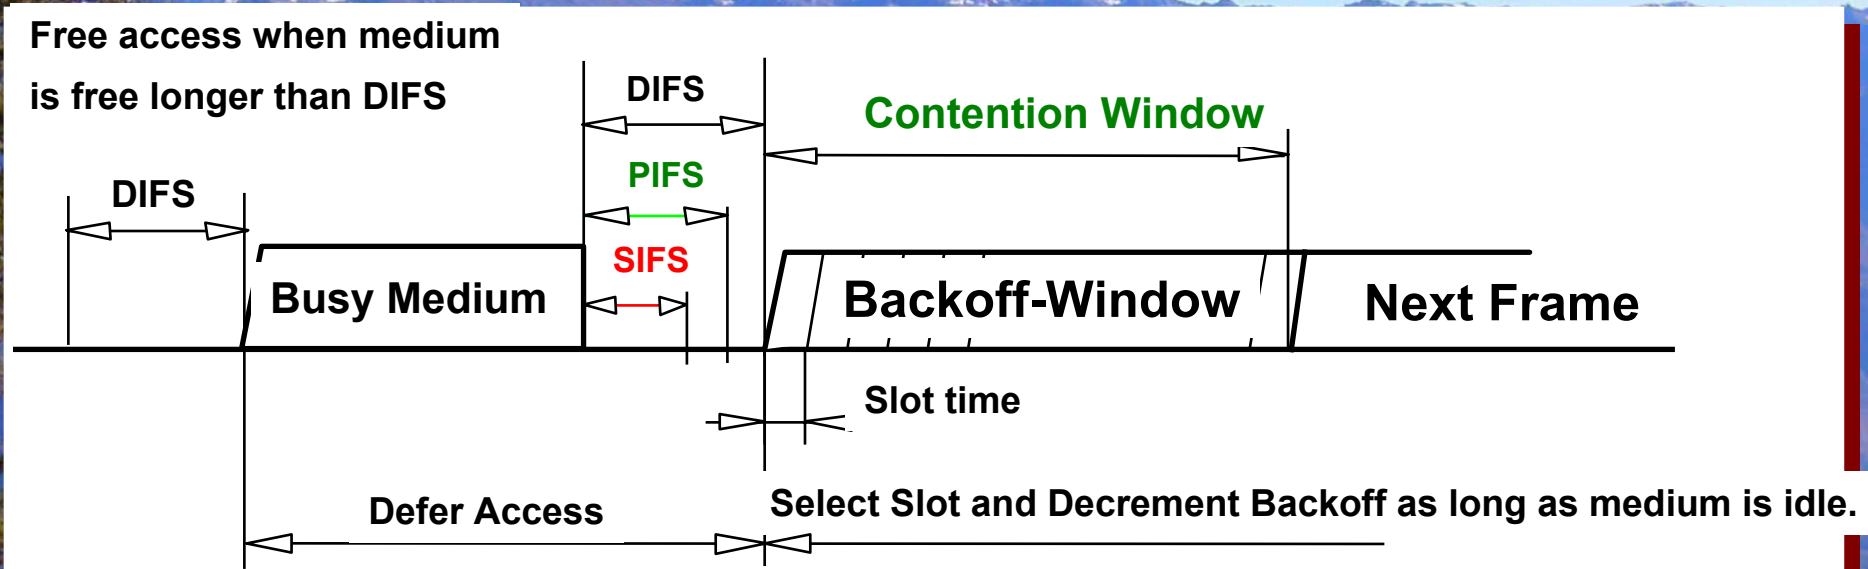 Free access when medium
is free longer than DIFS
DIFS
Contention Window
PIFS
DIFS
SIFS
Busy Medium
Backoff-Window
Next Frame
Slot time
Defer Access
Select Slot and Decrement Backoff as long as medium is idle.